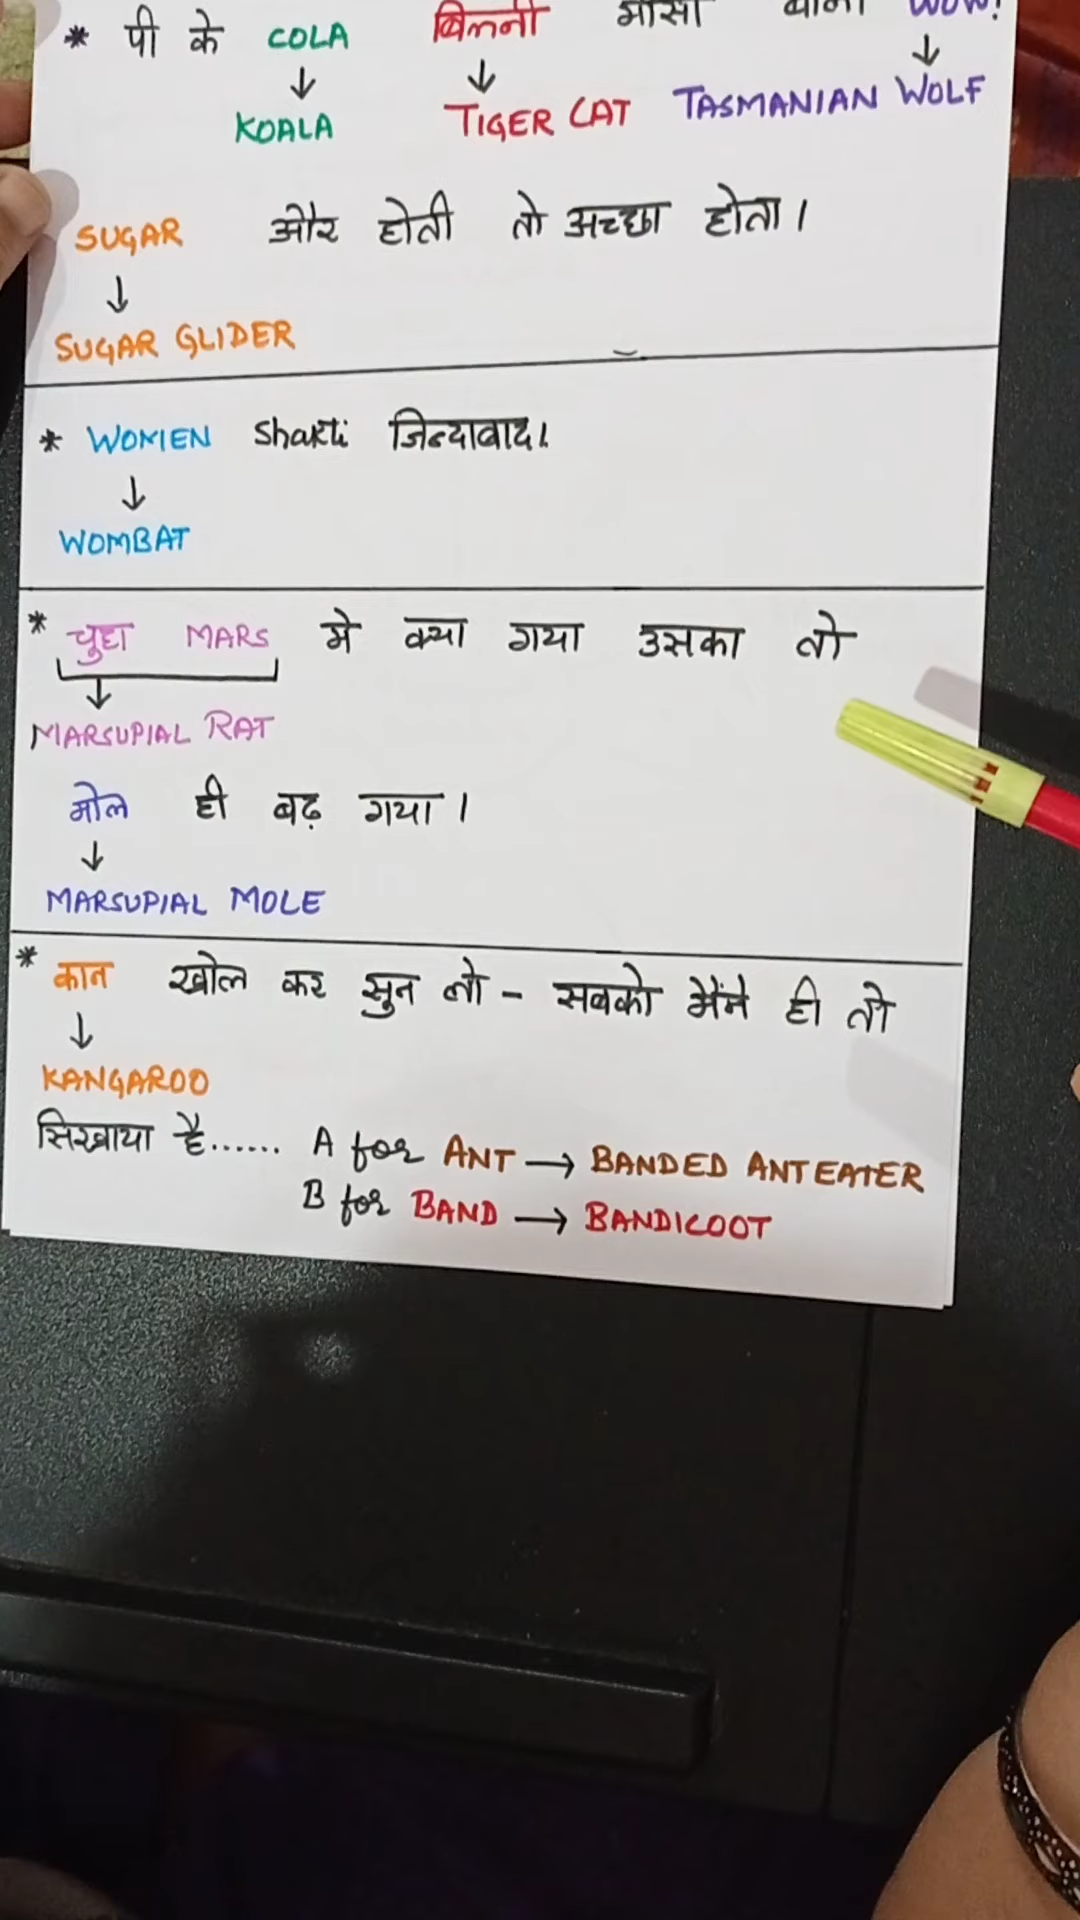 * पी के COLA बिल्ली मौसी बोली WOW!
↓ ↓ ↓
KOALA TIGER CAT TASMANIAN WOLF
SUGAR और होती तो अच्छा होता।
↓
SUGAR GLIDER
* WOMEN Shakti जिन्दाबाद।
↓
WOMBAT
* चुहा MARS मे क्या गया उसका तो
↓
MARSUPIAL RAT
मोल ही बढ़ गया।
↓
MARSUPIAL MOLE
* कान खोल कर सुन लो - सबको मैंने ही तो
↓
KANGAROO
सिखाया है...... A for ANT → BANDED ANTEATER
B for BAND → BANDICOOT